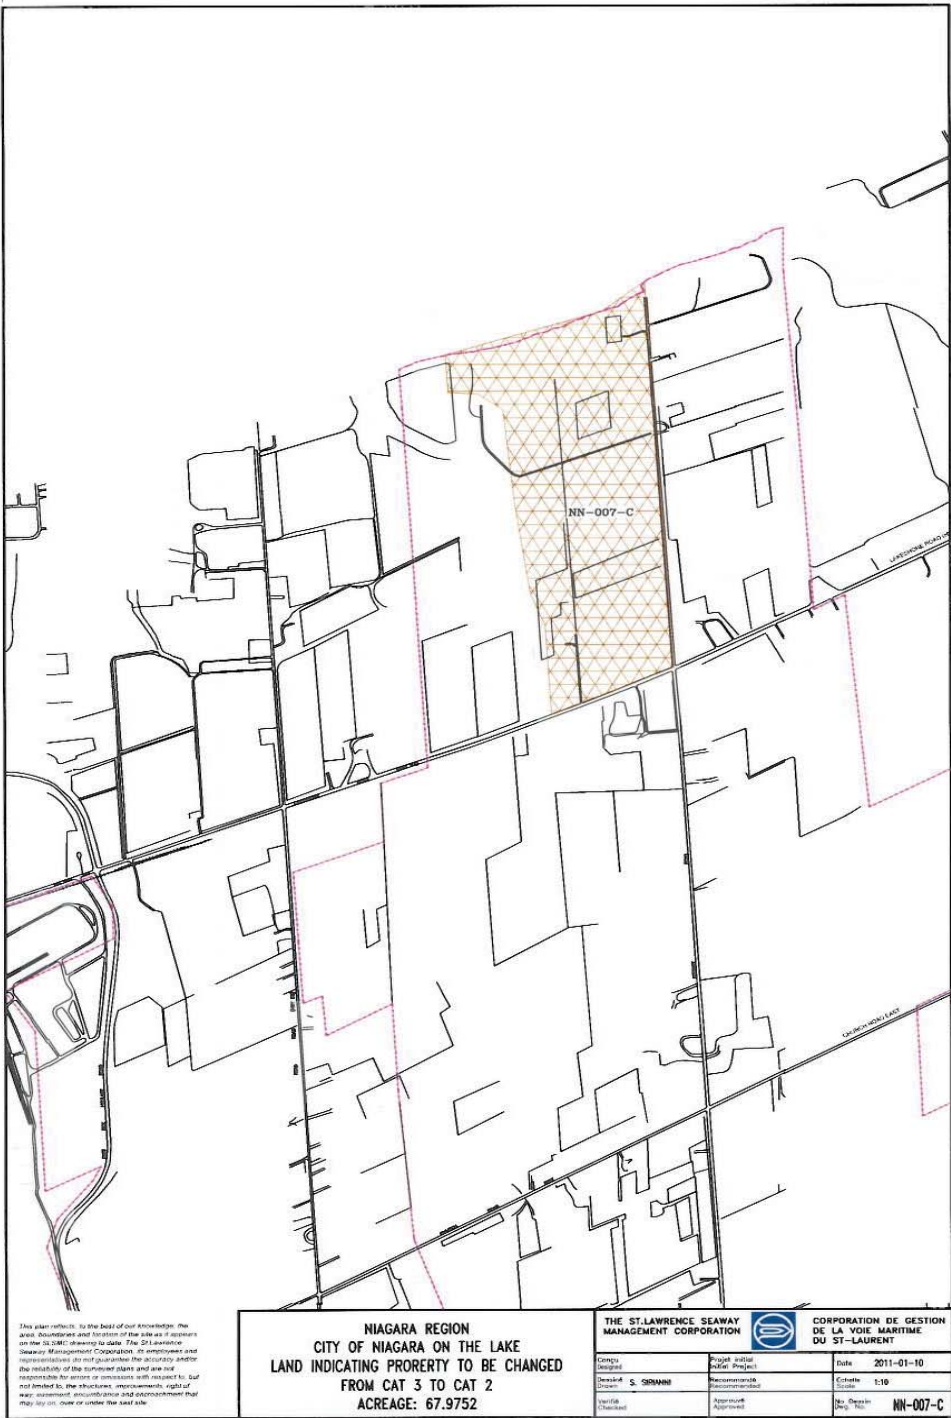 NN-007-C
LAKESHORE ROAD
CHURCH ROAD EAST
This plan reflects, to the best of our knowledge, the
area, boundaries and location of the site as it appears
on the SLSMC drawing to date. The St.Lawrence
Seaway Management Corporation, its employees and
representatives do not guarantee the accuracy and/or
the reliability of the surveyed plans and are not
responsible for errors or omissions with respect to, but
not limited to, the structures, improvements, right of
way, easement, encumbrance and encroachment that
may lay on, over or under the said site.
NIAGARA REGION
CITY OF NIAGARA ON THE LAKE
LAND INDICATING PRORERTY TO BE CHANGED
FROM CAT 3 TO CAT 2
ACREAGE: 67.9752
THE ST.LAWRENCE SEAWAY
MANAGEMENT CORPORATION
CORPORATION DE GESTION
DE LA VOIE MARITIME
DU ST-LAURENT
Conçu
Designed
Projet initial
Initial Project
Date 2011-01-10
Dessiné
Drawn S. SIRIANNI
Recommandé
Recommended
Echelle
Scale 1:10
Vérifié
Checked
Approuvé
Approved
No. Dessin
Dwg. No. NN-007-C